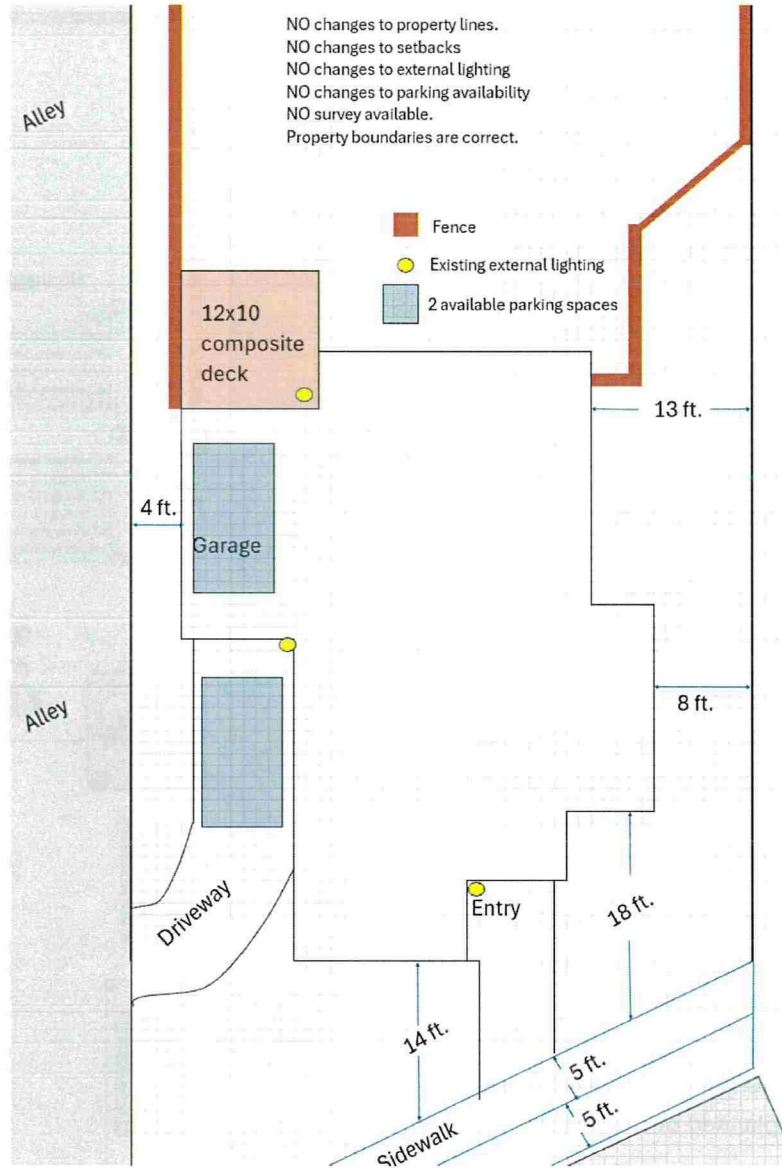 NO changes to property lines.
NO changes to setbacks
NO changes to external lighting
NO changes to parking availability
NO survey available.
Property boundaries are correct.
Alley
Fence
Existing external lighting
2 available parking spaces
12x10
composite
deck
13 ft.
4 ft.
Garage
Alley
8 ft.
Driveway
Entry
18 ft.
14 ft.
5 ft.
5 ft.
Sidewalk